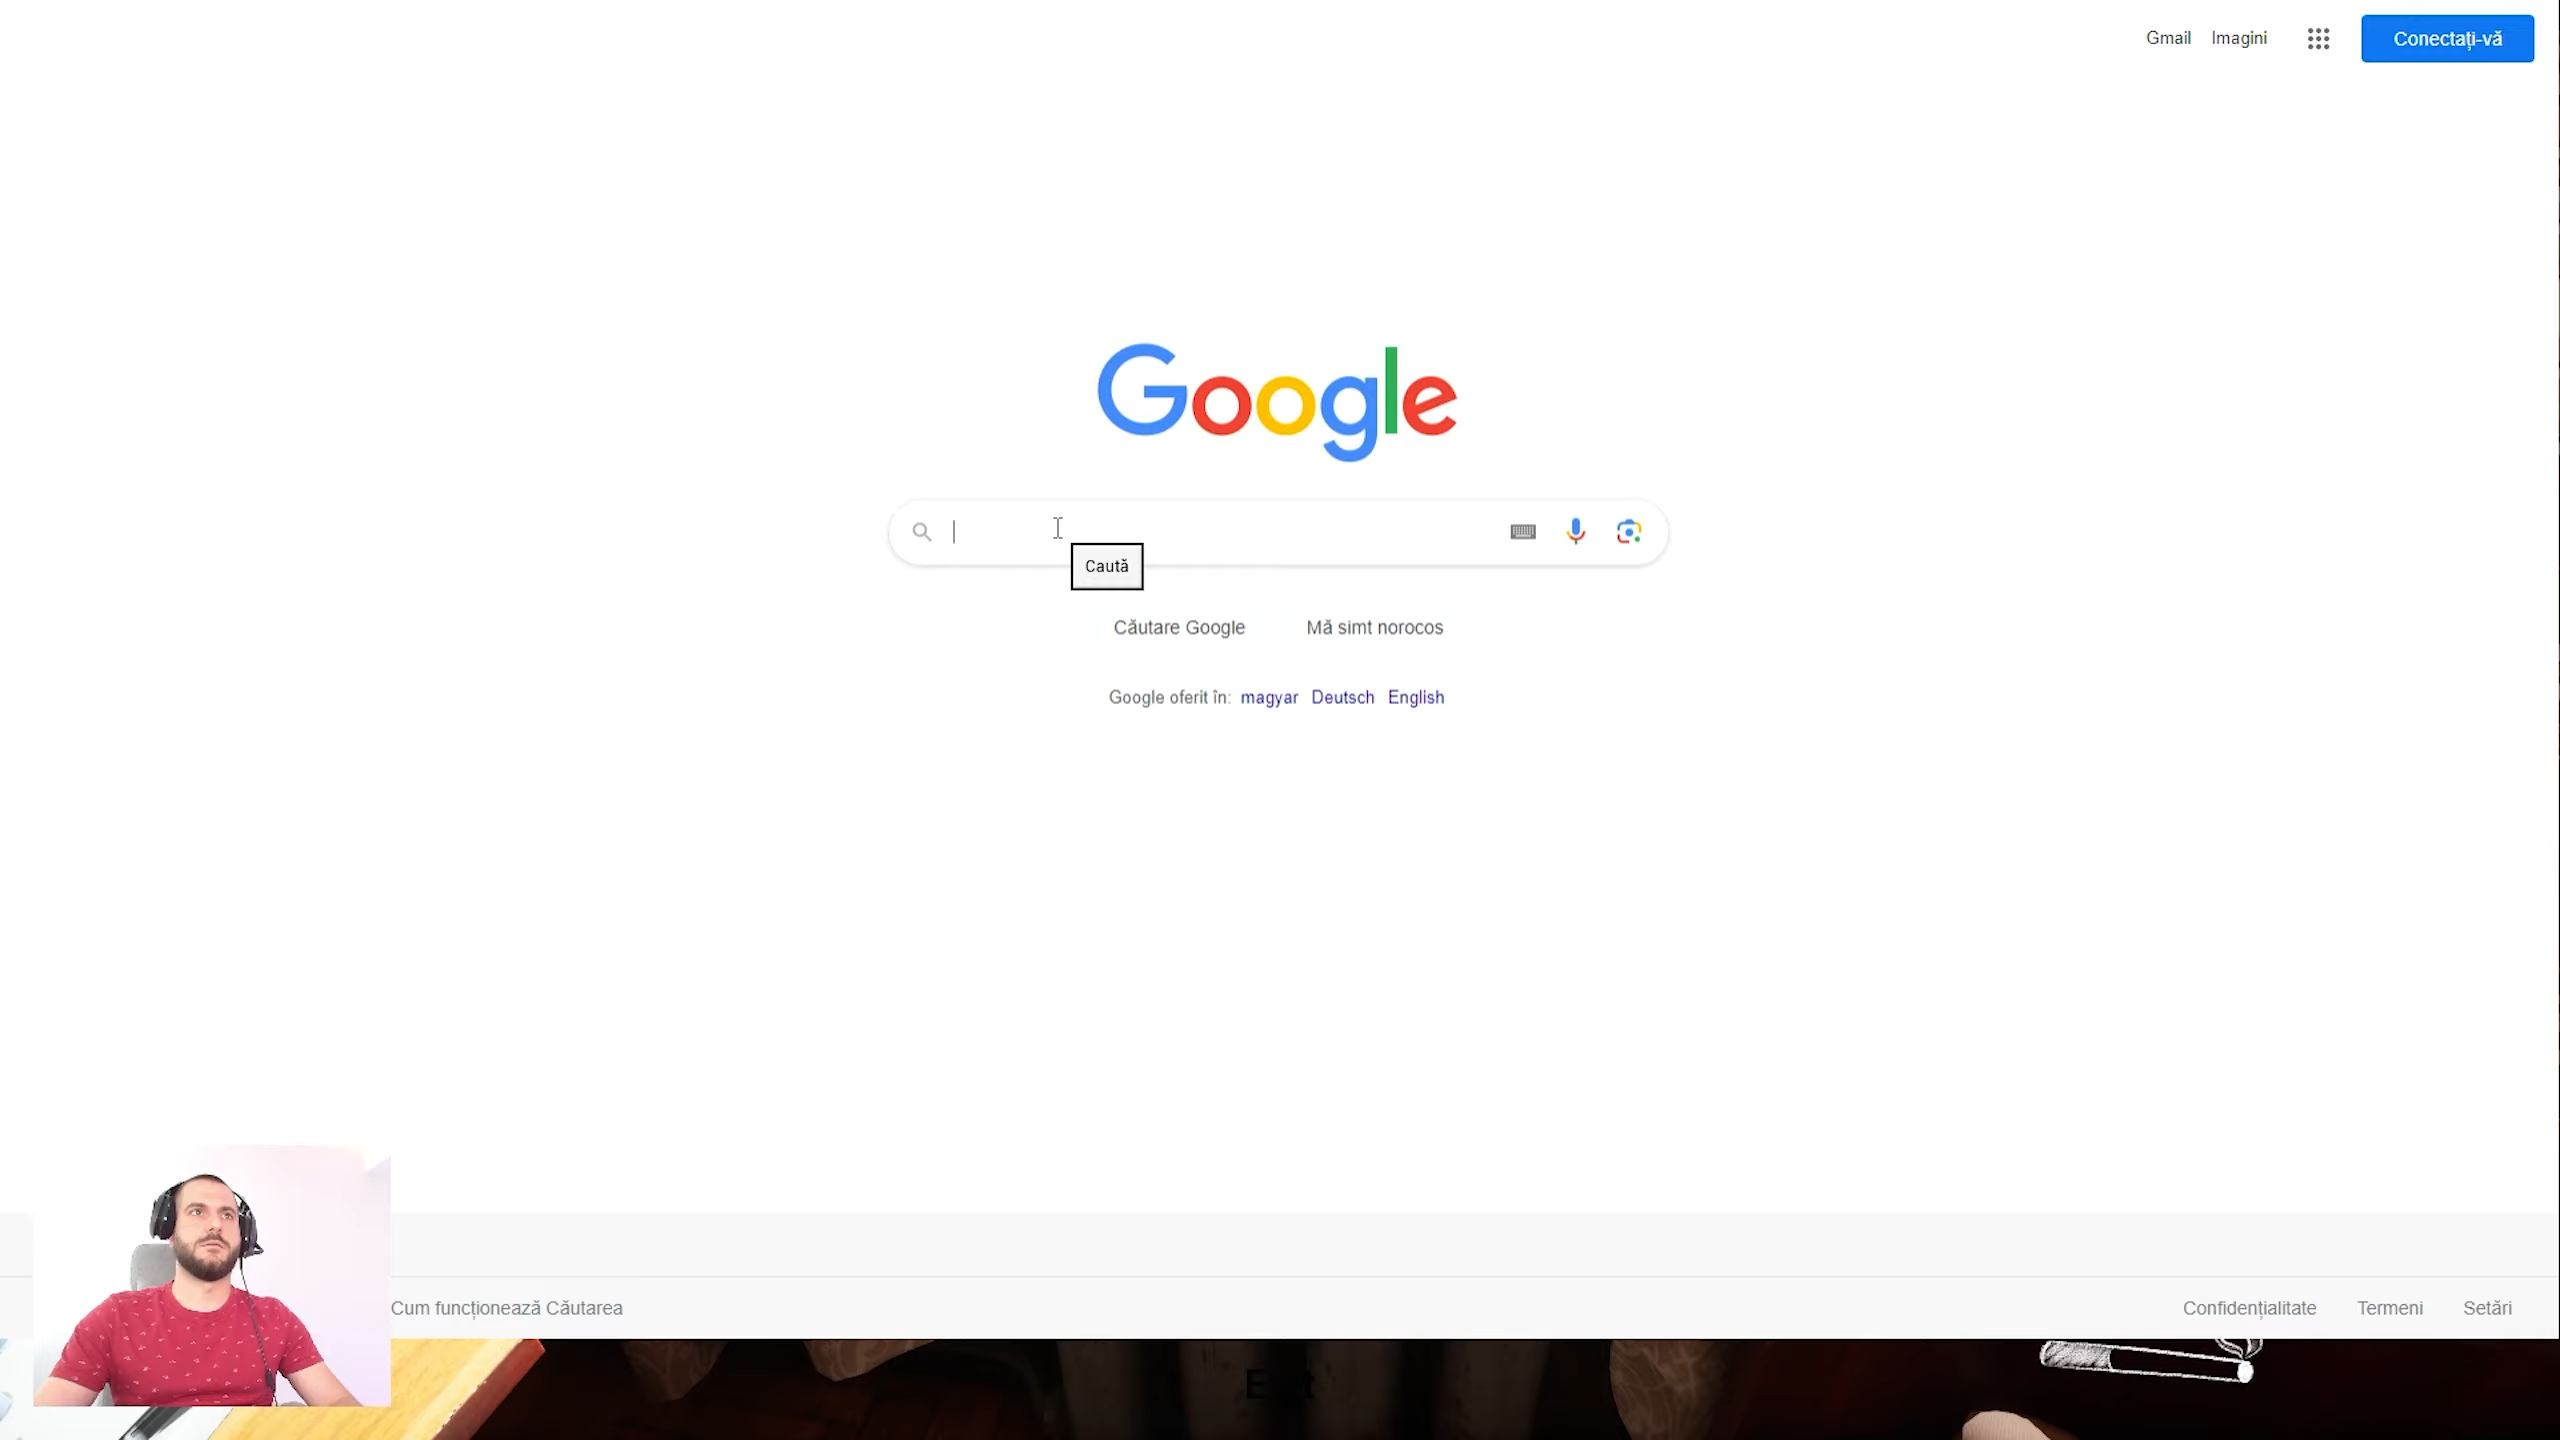 Gmail Imagini Conectați-vă
Google
Caută
Căutare Google Mă simt norocos
Google oferit în: magyar Deutsch English
Cum funcționează Căutarea Confidențialitate Termeni Setări